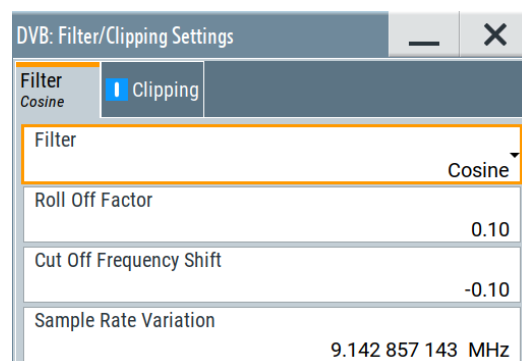 DVB: Filter/Clipping Settings
Filter
Cosine
Clipping
Filter
Cosine
Roll Off Factor
0.10
Cut Off Frequency Shift
-0.10
Sample Rate Variation
9.142 857 143 MHz